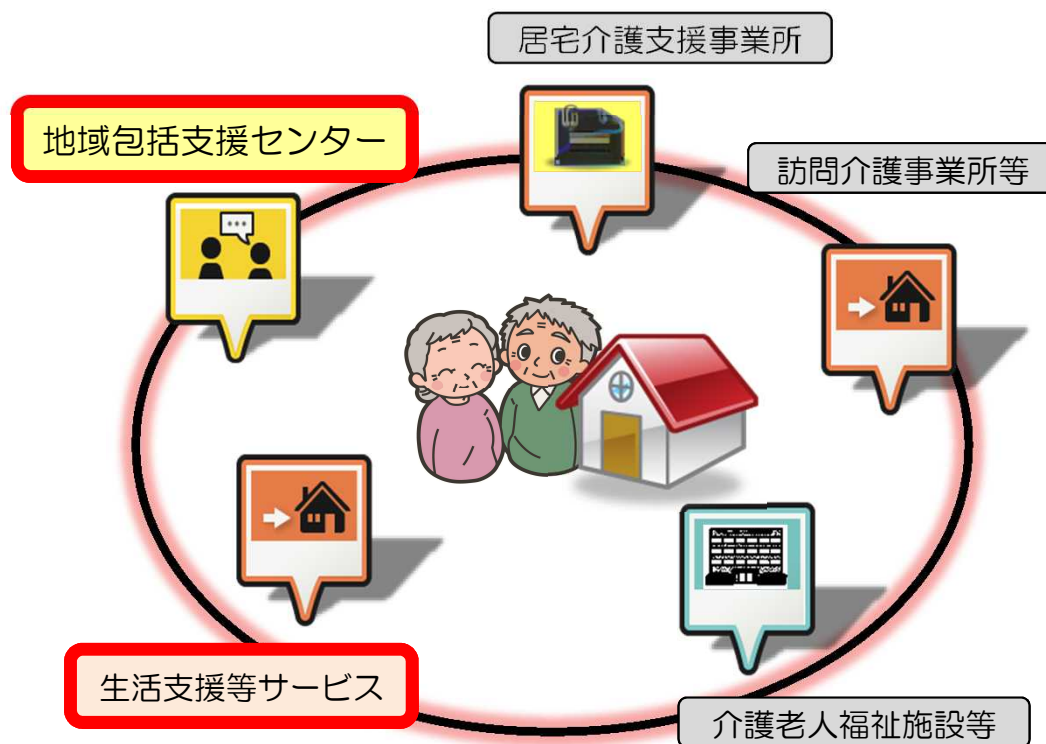 居宅介護支援事業所
地域包括支援センター
訪問介護事業所等
生活支援等サービス
介護老人福祉施設等